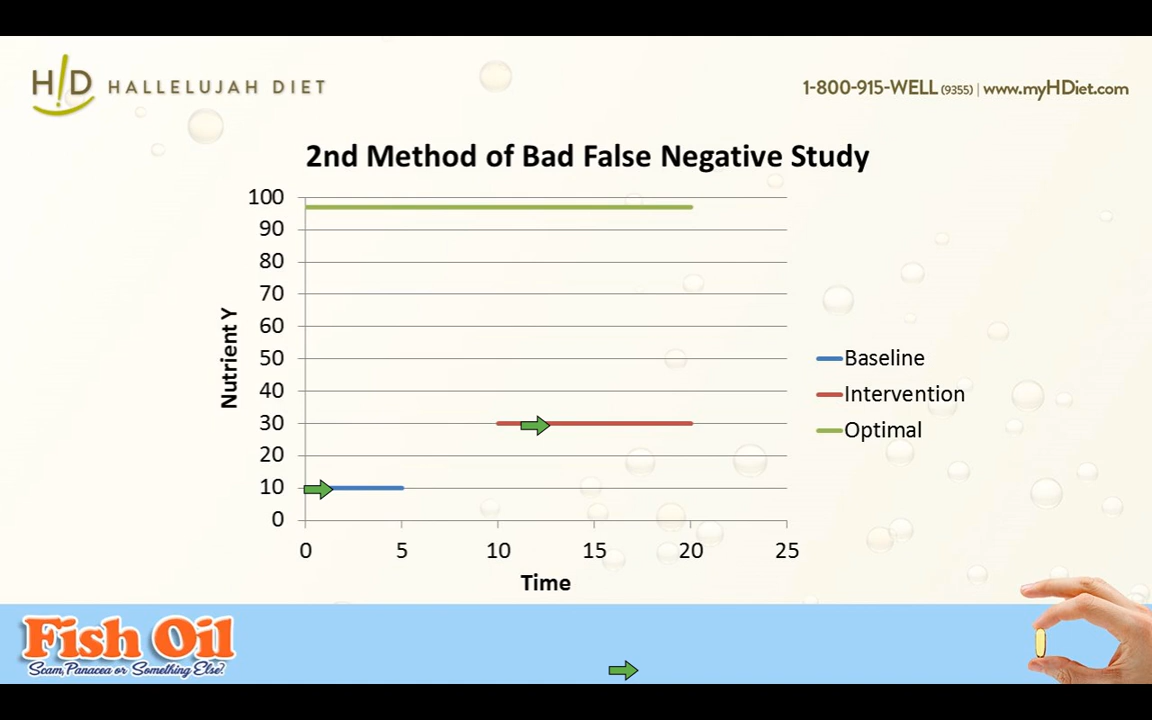 H!D HALLELUJAH DIET
1-800-915-WELL (9355) | www.myHDiet.com
2nd Method of Bad False Negative Study
100
90
80
70
60
50
40
30
20
10
0
Nutrient Y
0 5 10 15 20 25
Time
Baseline
Intervention
Optimal
Fish Oil
Scam, Panacea or Something Else?